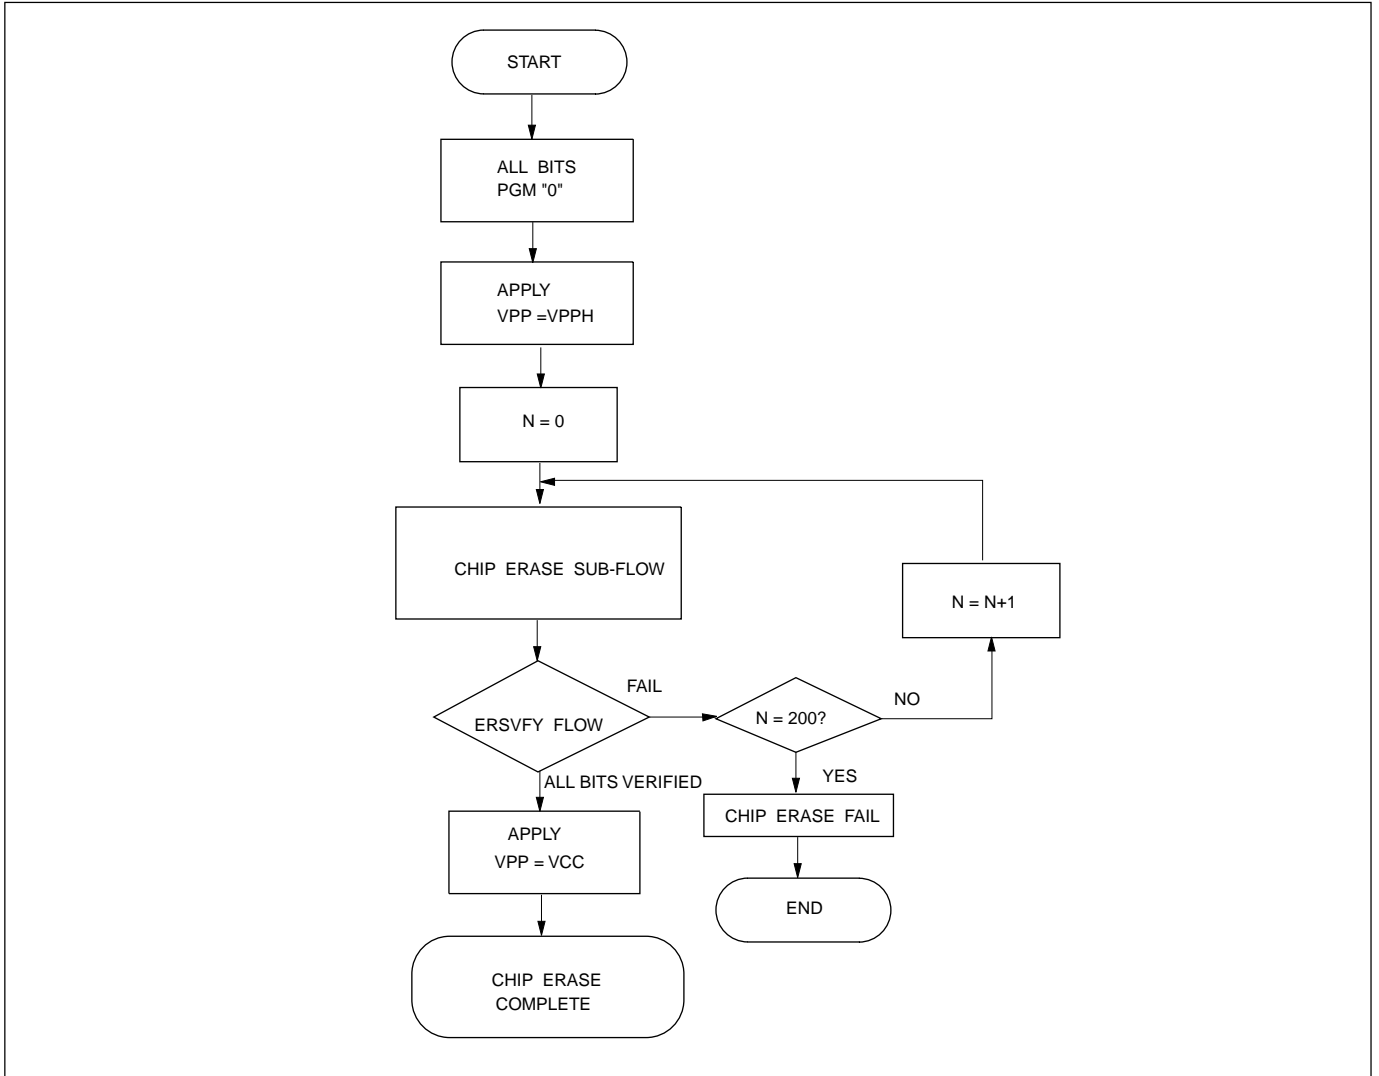 START
ALL BITS
PGM "0"
APPLY
VPP =VPPH
N = 0
CHIP ERASE SUB-FLOW
N = N+1
FAIL
ERSVFY FLOW
N = 200?
NO
ALL BITS VERIFIED
YES
APPLY
VPP = VCC
CHIP ERASE FAIL
END
CHIP ERASE
COMPLETE